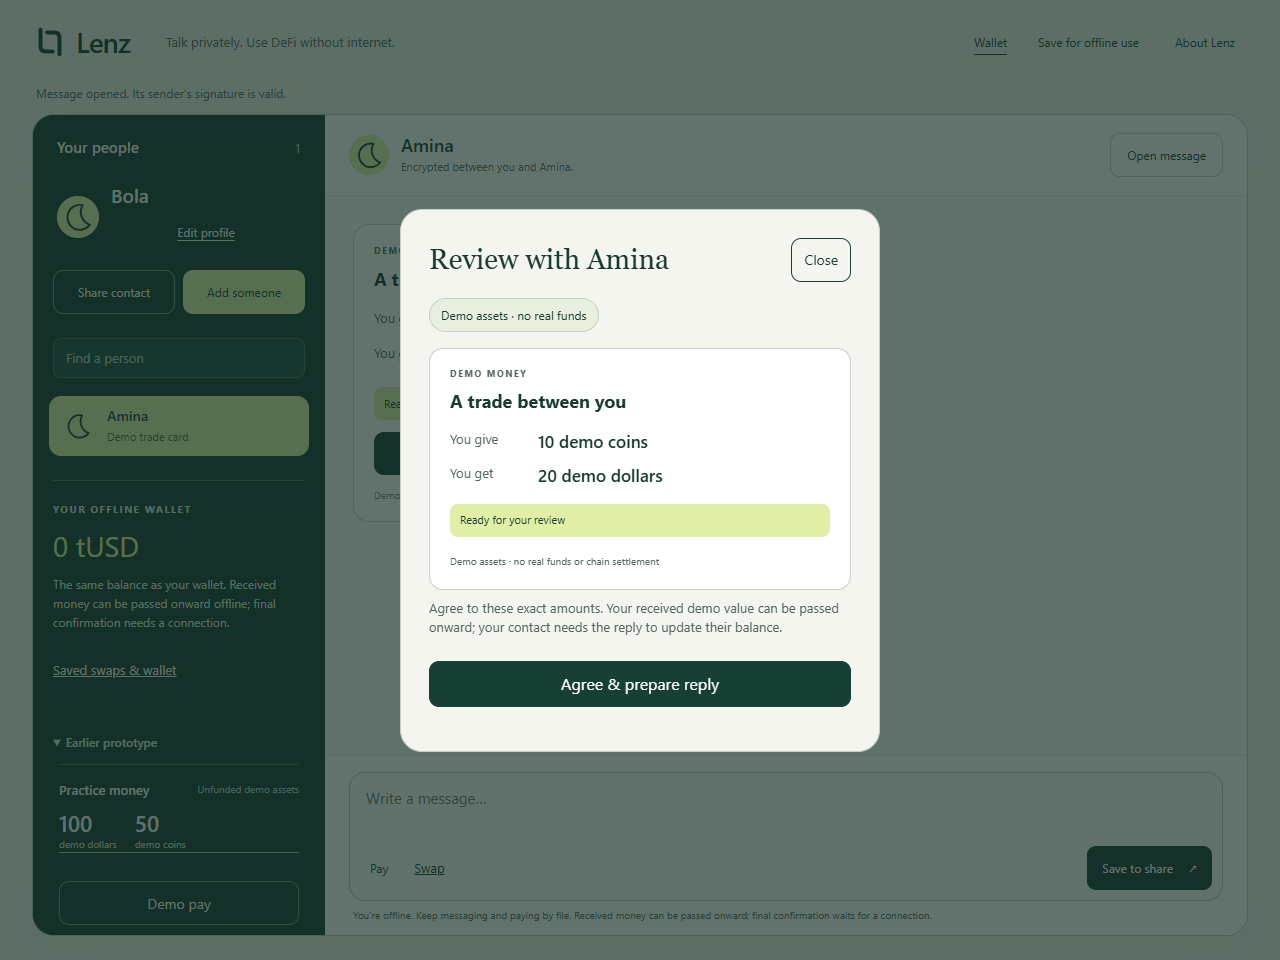 Lenz
Talk privately. Use DeFi without internet.
Wallet
Save for offline use
About Lenz
Message opened. Its sender's signature is valid.
Your people
1
Bola
Edit profile
Share contact
Add someone
Find a person
Amina
Demo trade card
YOUR OFFLINE WALLET
0 tUSD
The same balance as your wallet. Received
money can be passed onward offline; final
confirmation needs a connection.
Saved swaps & wallet
▼ Earlier prototype
Practice money
Unfunded demo assets
100
50
demo dollars
demo coins
Demo pay
Amina
Encrypted between you and Amina.
Open message
DEM
A t
You
You
Rea
Demo
Review with Amina
Close
Demo assets · no real funds
DEMO MONEY
A trade between you
You give
10 demo coins
You get
20 demo dollars
Ready for your review
Demo assets · no real funds or chain settlement
Agree to these exact amounts. Your received demo value can be passed
onward; your contact needs the reply to update their balance.
Agree & prepare reply
Write a message...
Pay
Swap
Save to share ↗
You're offline. Keep messaging and paying by file. Received money can be passed onward; final confirmation waits for a connection.